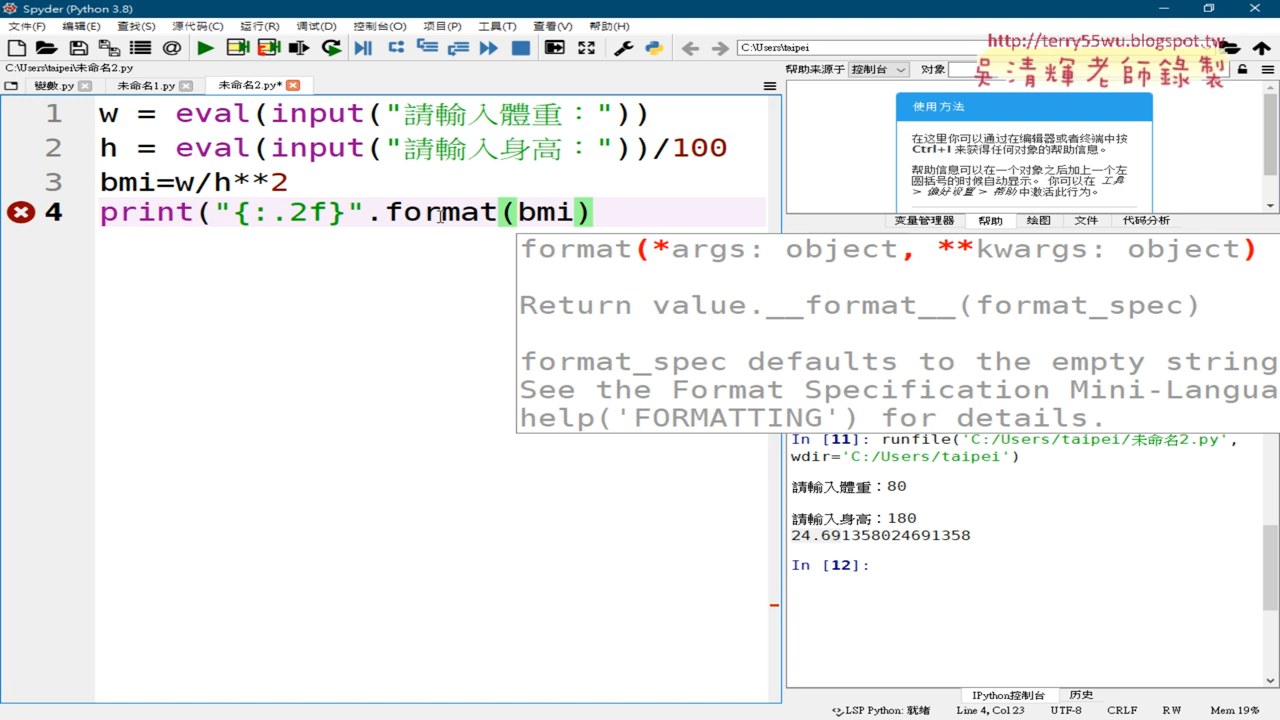 Spyder (Python 3.8)
文件(F) 编辑(E) 查找(S) 源代码(C) 运行(R) 调试(D) 控制台(O) 项目(P) 工具(T) 查看(V) 帮助(H)
C:\Users\taipei
http://terry55wu.blogspot.tw
吳清輝老師錄製
C:\Users\taipei\未命名2.py
變數.py 未命名1.py 未命名2.py*
帮助来源于 控制台 对象
1 w = eval(input("請輸入體重："))
2 h = eval(input("請輸入身高："))/100
3 bmi=w/h**2
4 print("{:.2f}".format(bmi)
使用方法
在这里你可以通过在编辑器或者终端中按
Ctrl+I 来获得任何对象的帮助信息。
帮助信息可以在一个对象之后加上一个左
圆括号的时候自动显示。 你可以在 工具
> 偏好设置 > 帮助 中激活此行为。
变量管理器 帮助 绘图 文件 代码分析
format(*args: object, **kwargs: object)
Return value.__format__(format_spec)
format_spec defaults to the empty string
See the Format Specification Mini-Langua
help('FORMATTING') for details.
In [11]: runfile('C:/Users/taipei/未命名2.py',
wdir='C:/Users/taipei')
請輸入體重：80
請輸入身高：180
24.691358024691358
In [12]:
IPython控制台 历史
LSP Python: 就绪 Line 4, Col 23 UTF-8 CRLF RW Mem 19%